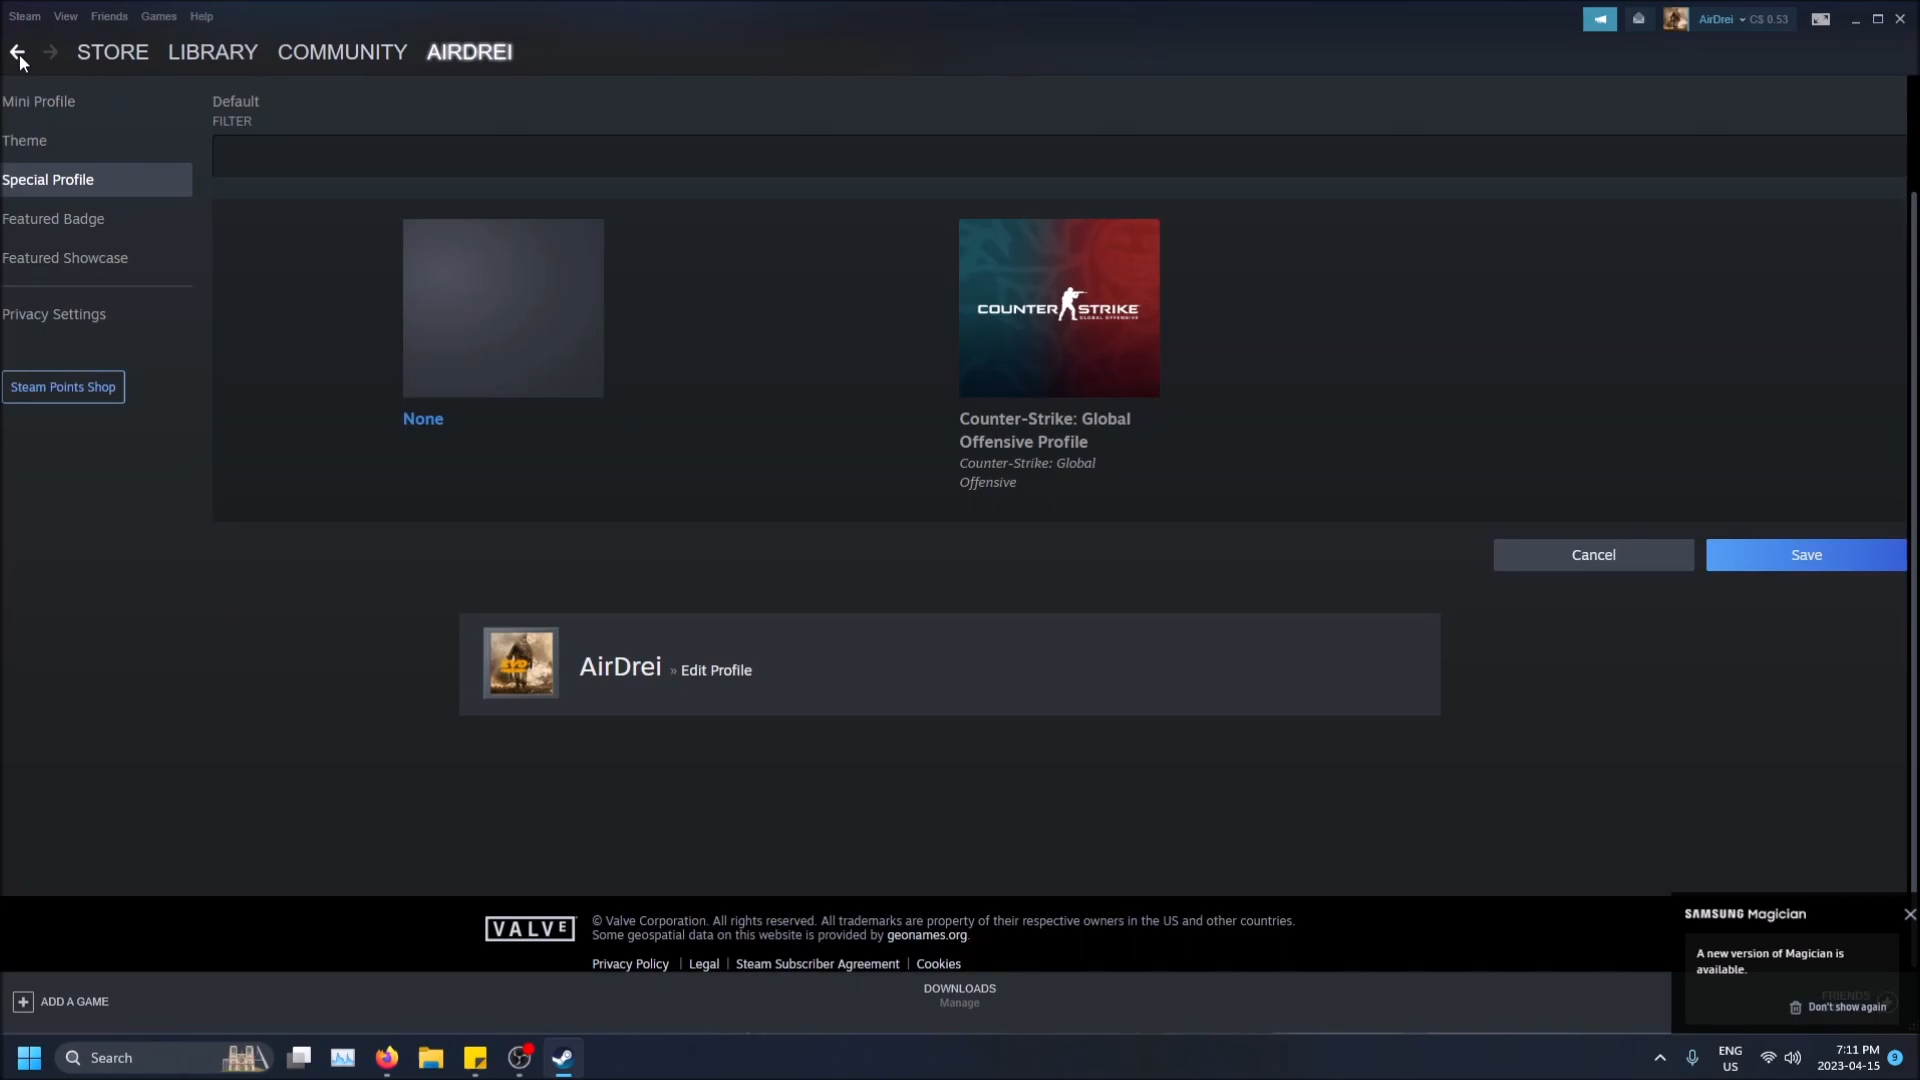 Steam View Friends Games Help
AirDrei C$ 0.53
STORE LIBRARY COMMUNITY AIRDREI
Mini Profile
Theme
Special Profile
Featured Badge
Featured Showcase
Privacy Settings
Steam Points Shop
Default
FILTER
COUNTER STRIKE
GLOBAL OFFENSIVE
None
Counter-Strike: Global
Offensive Profile
Counter-Strike: Global
Offensive
Cancel
Save
AirDrei » Edit Profile
VALVE
© Valve Corporation. All rights reserved. All trademarks are property of their respective owners in the US and other countries.
Some geospatial data on this website is provided by geonames.org.
Privacy Policy | Legal | Steam Subscriber Agreement | Cookies
SAMSUNG Magician
A new version of Magician is
available.
FRIENDS
Don't show again
ADD A GAME
DOWNLOADS
Manage
Search
ENG
US
7:11 PM
2023-04-15
9